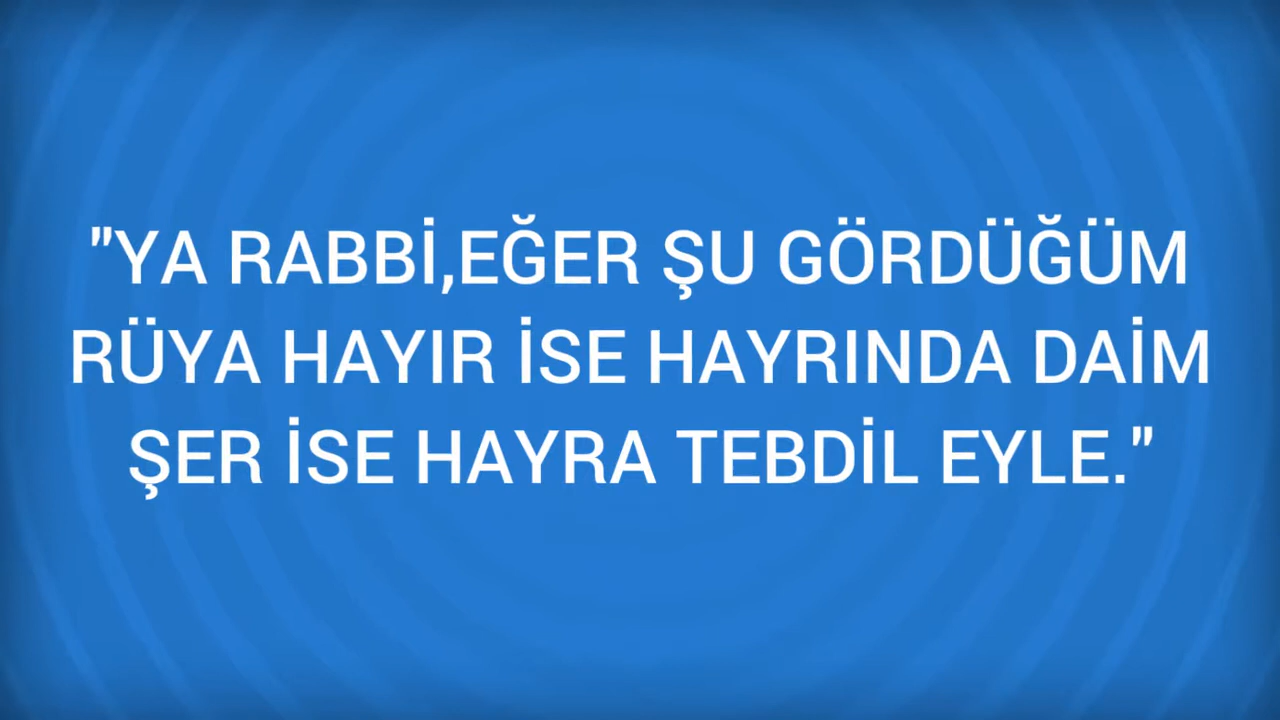 "YA RABBİ,EĞER ŞU GÖRDÜĞÜM
RÜYA HAYIR İSE HAYRINDA DAİM
ŞER İSE HAYRA TEBDİL EYLE."